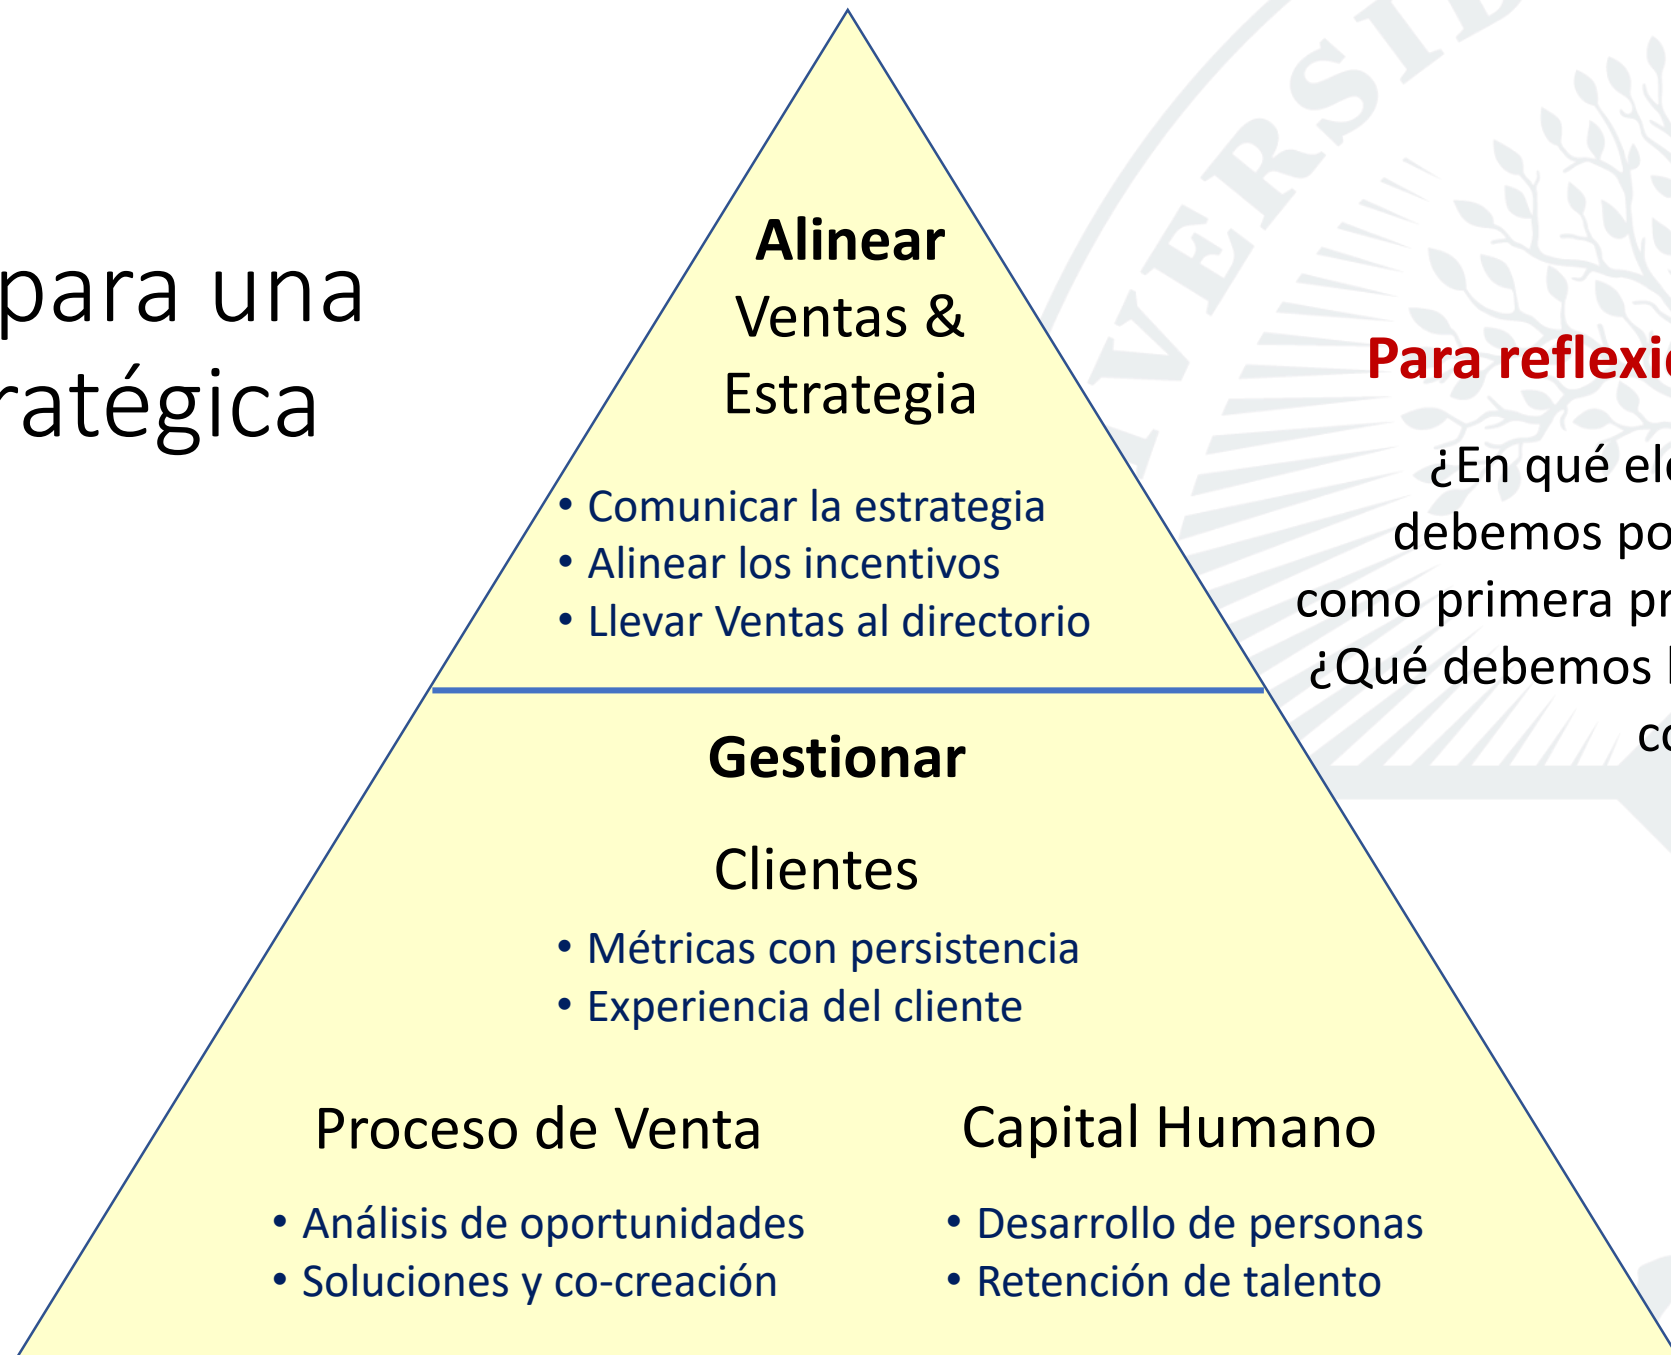 para una
ratégica
Alinear
Ventas &
Estrategia
• Comunicar la estrategia
• Alinear los incentivos
• Llevar Ventas al directorio
Gestionar
Clientes
• Métricas con persistencia
• Experiencia del cliente
Proceso de Venta
• Análisis de oportunidades
• Soluciones y co-creación
Capital Humano
• Desarrollo de personas
• Retención de talento
Para reflexi
¿En qué el
debemos po
como primera pr
¿Qué debemos
co
VERSI